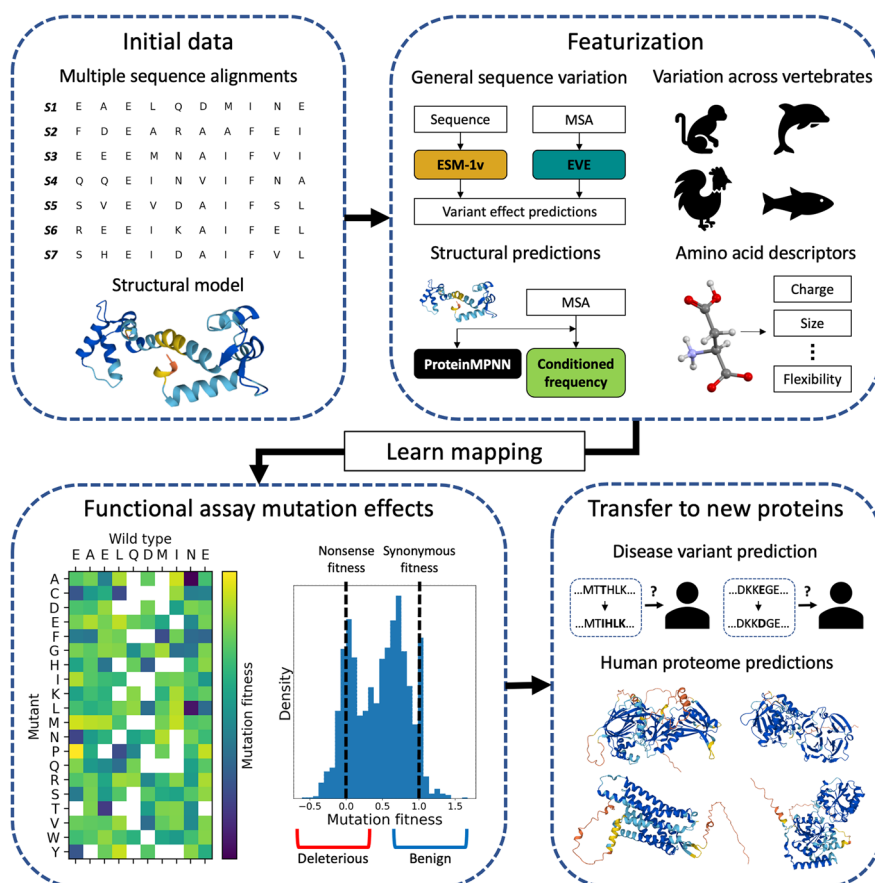 Initial data
Multiple sequence alignments
S1 E A E L Q D M I N E
S2 F D E A R A A F E I
S3 E E E M N A I F V I
S4 Q Q E I N V I F N A
S5 S V E V D A I F S L
S6 R E E I K A I F E L
S7 S H E I D A I F V L
Structural model
Featurization
General sequence variation
Sequence
MSA
ESM-1v
EVE
Variant effect predictions
Variation across vertebrates
Structural predictions
MSA
ProteinMPNN
Conditioned
frequency
Amino acid descriptors
Charge
Size
Flexibility
Learn mapping
Functional assay mutation effects
Wild type
E A E L Q D M I N E
Mutant
A
C
D
E
F
G
H
I
K
L
M
N
P
Q
R
S
T
V
W
Y
Mutation fitness
Nonsense
fitness
Synonymous
fitness
Density
−0.5 0.0 0.5 1.0 1.5
Mutation fitness
Deleterious
Benign
Transfer to new proteins
Disease variant prediction
...MTTHLK...
...MTIHLK...
?
...DKKEGE...
...DKKDGE...
?
Human proteome predictions